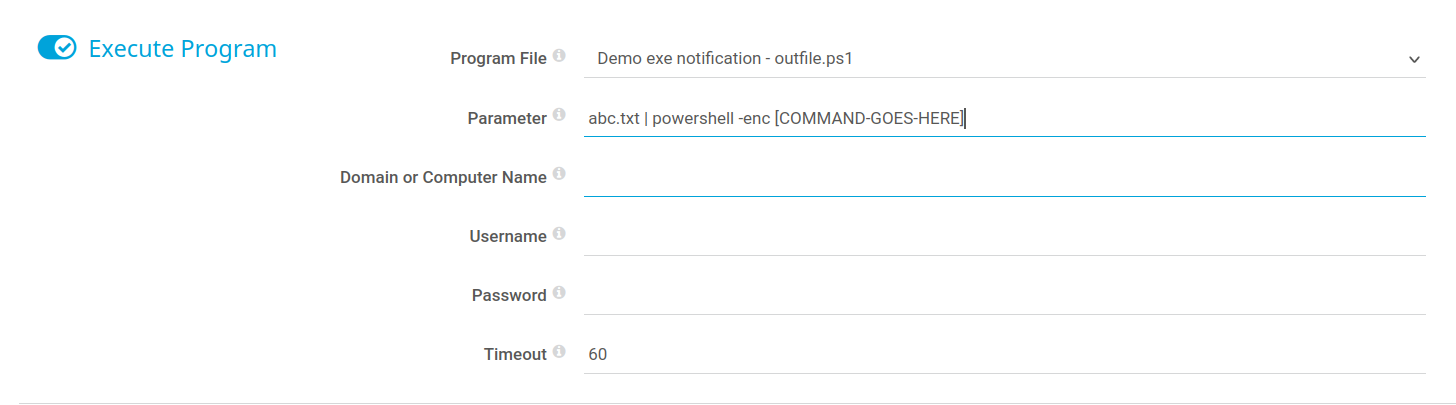 Execute Program
Program File Demo exe notification - outfile.ps1
Parameter abc.txt | powershell -enc [COMMAND-GOES-HERE]
Domain or Computer Name
Username
Password
Timeout 60